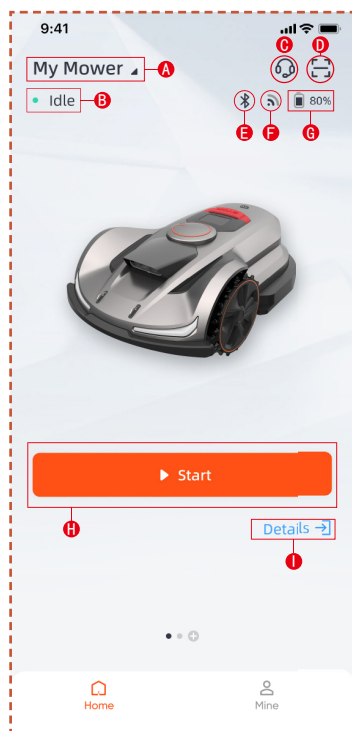 9:41
C D
My Mower A
Idle B
80%
E F G
Start
H
Details
I
Home Mine